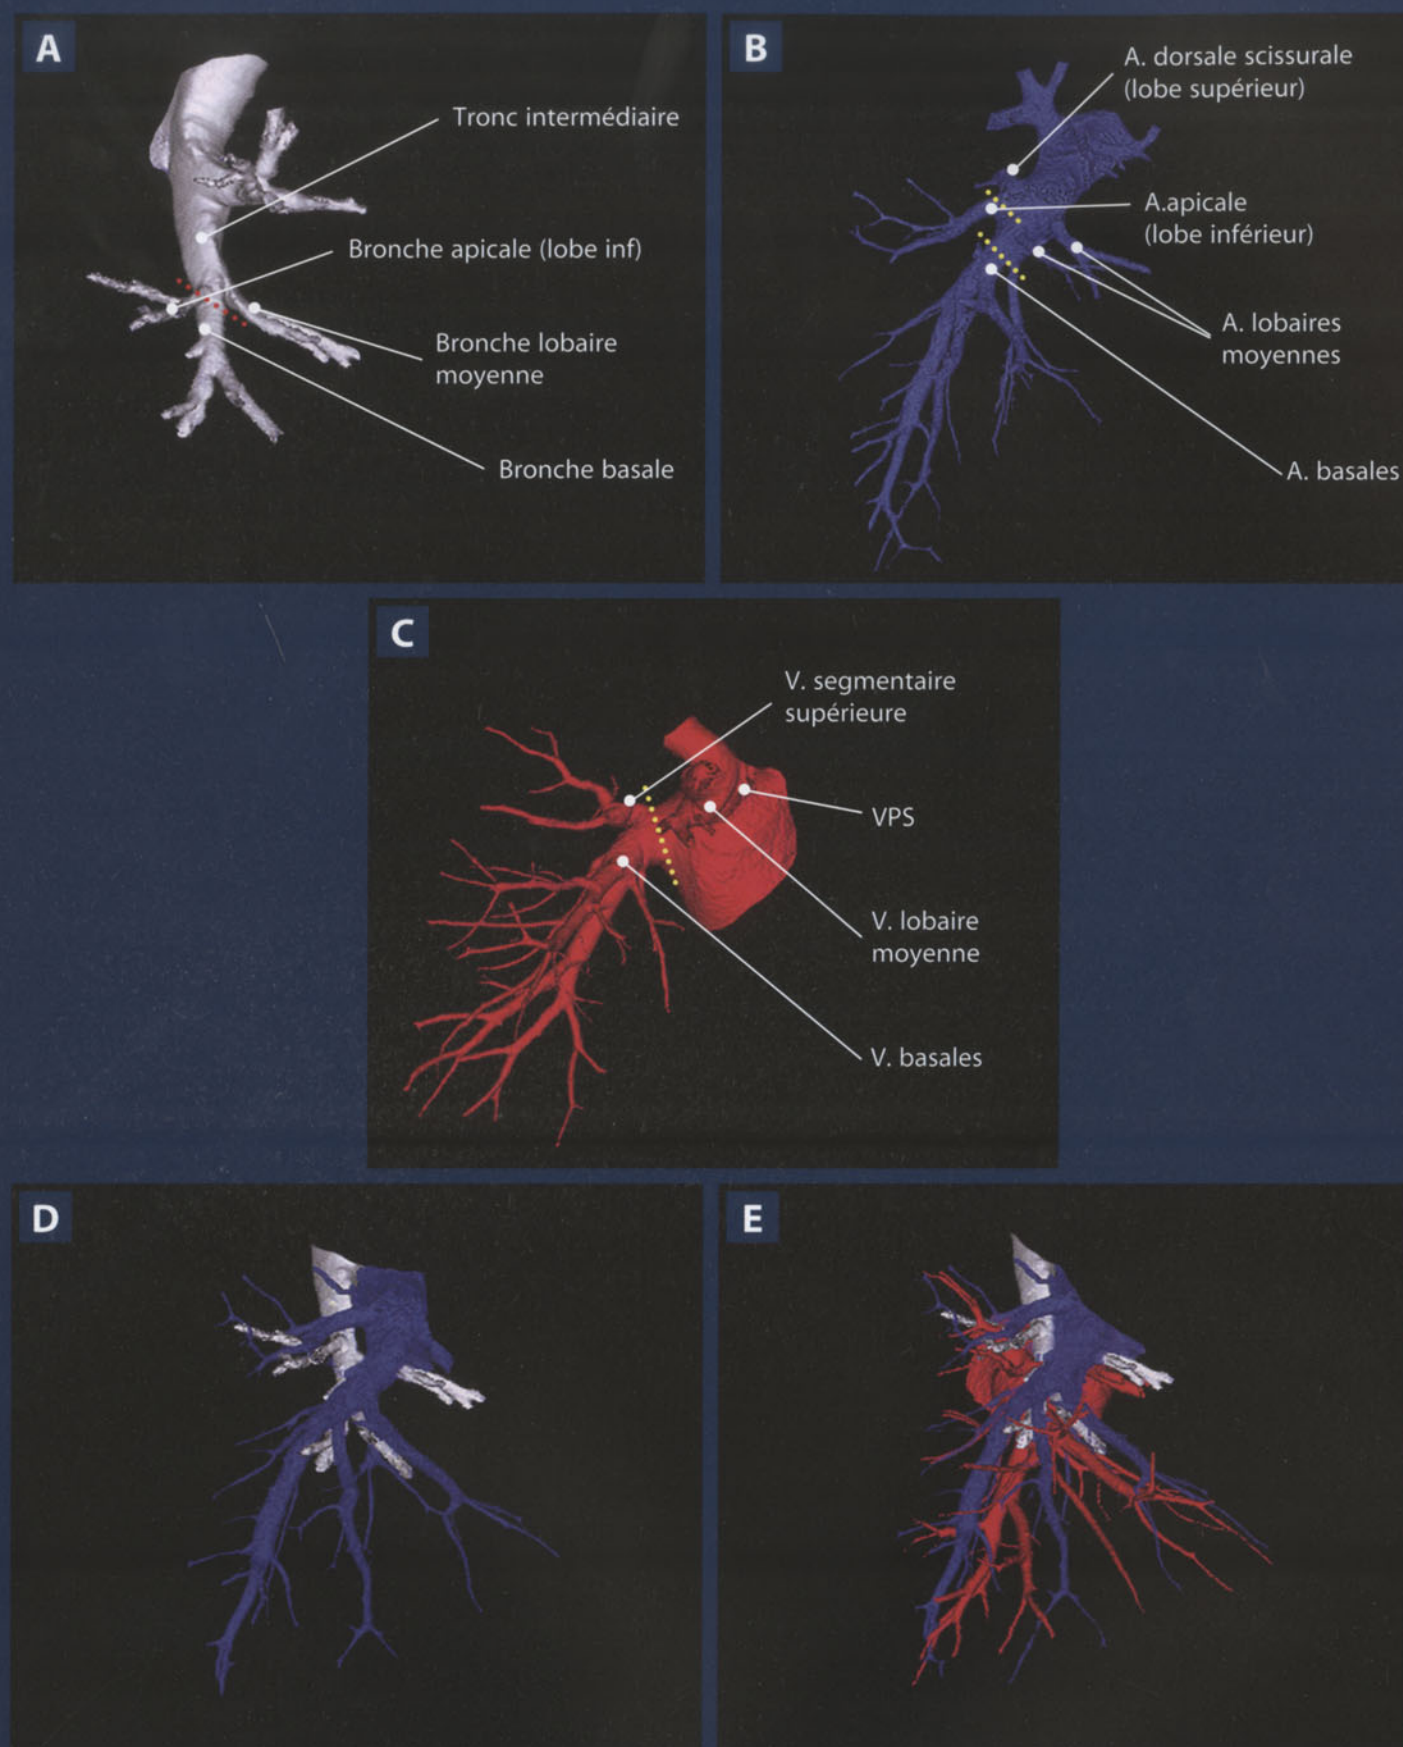 A
Tronc intermédiaire
Bronche apicale (lobe inf)
Bronche lobaire
moyenne
Bronche basale
B
A. dorsale scissurale
(lobe supérieur)
A.apicale
(lobe inférieur)
A. lobaires
moyennes
A. basales
C
V. segmentaire
supérieure
VPS
V. lobaire
moyenne
V. basales
D
E